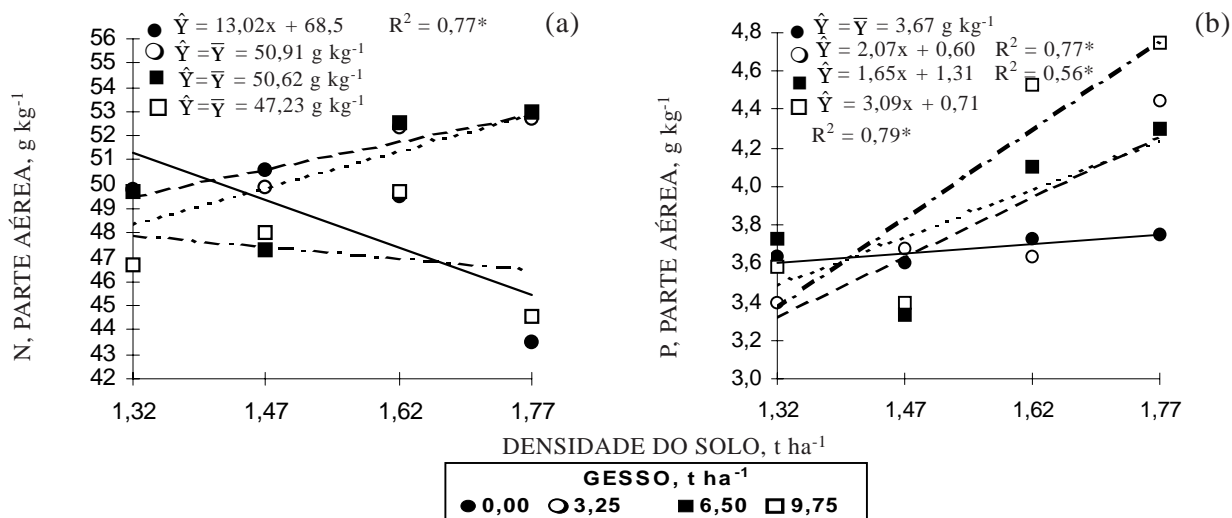 (a)
Ŷ = 13,02x + 68,5 R² = 0,77*
Ŷ=Y̅ = 50,91 g kg⁻¹
Ŷ=Y̅ = 50,62 g kg⁻¹
Ŷ=Y̅ = 47,23 g kg⁻¹
N, PARTE AÉREA, g kg⁻¹
56
55
54
53
52
51
50
49
48
47
46
45
44
43
42
1,32 1,47 1,62 1,77
(b)
Ŷ=Y̅ = 3,67 g kg⁻¹
Ŷ = 2,07x + 0,60 R² = 0,77*
Ŷ = 1,65x + 1,31 R² = 0,56*
Ŷ = 3,09x + 0,71
R² = 0,79*
P, PARTE AÉREA, g kg⁻¹
5,0
4,8
4,6
4,4
4,2
4,0
3,8
3,6
3,4
3,2
3,0
1,32 1,47 1,62 1,77
DENSIDADE DO SOLO, t ha⁻¹
GESSO, t ha⁻¹
0,00 3,25 6,50 9,75